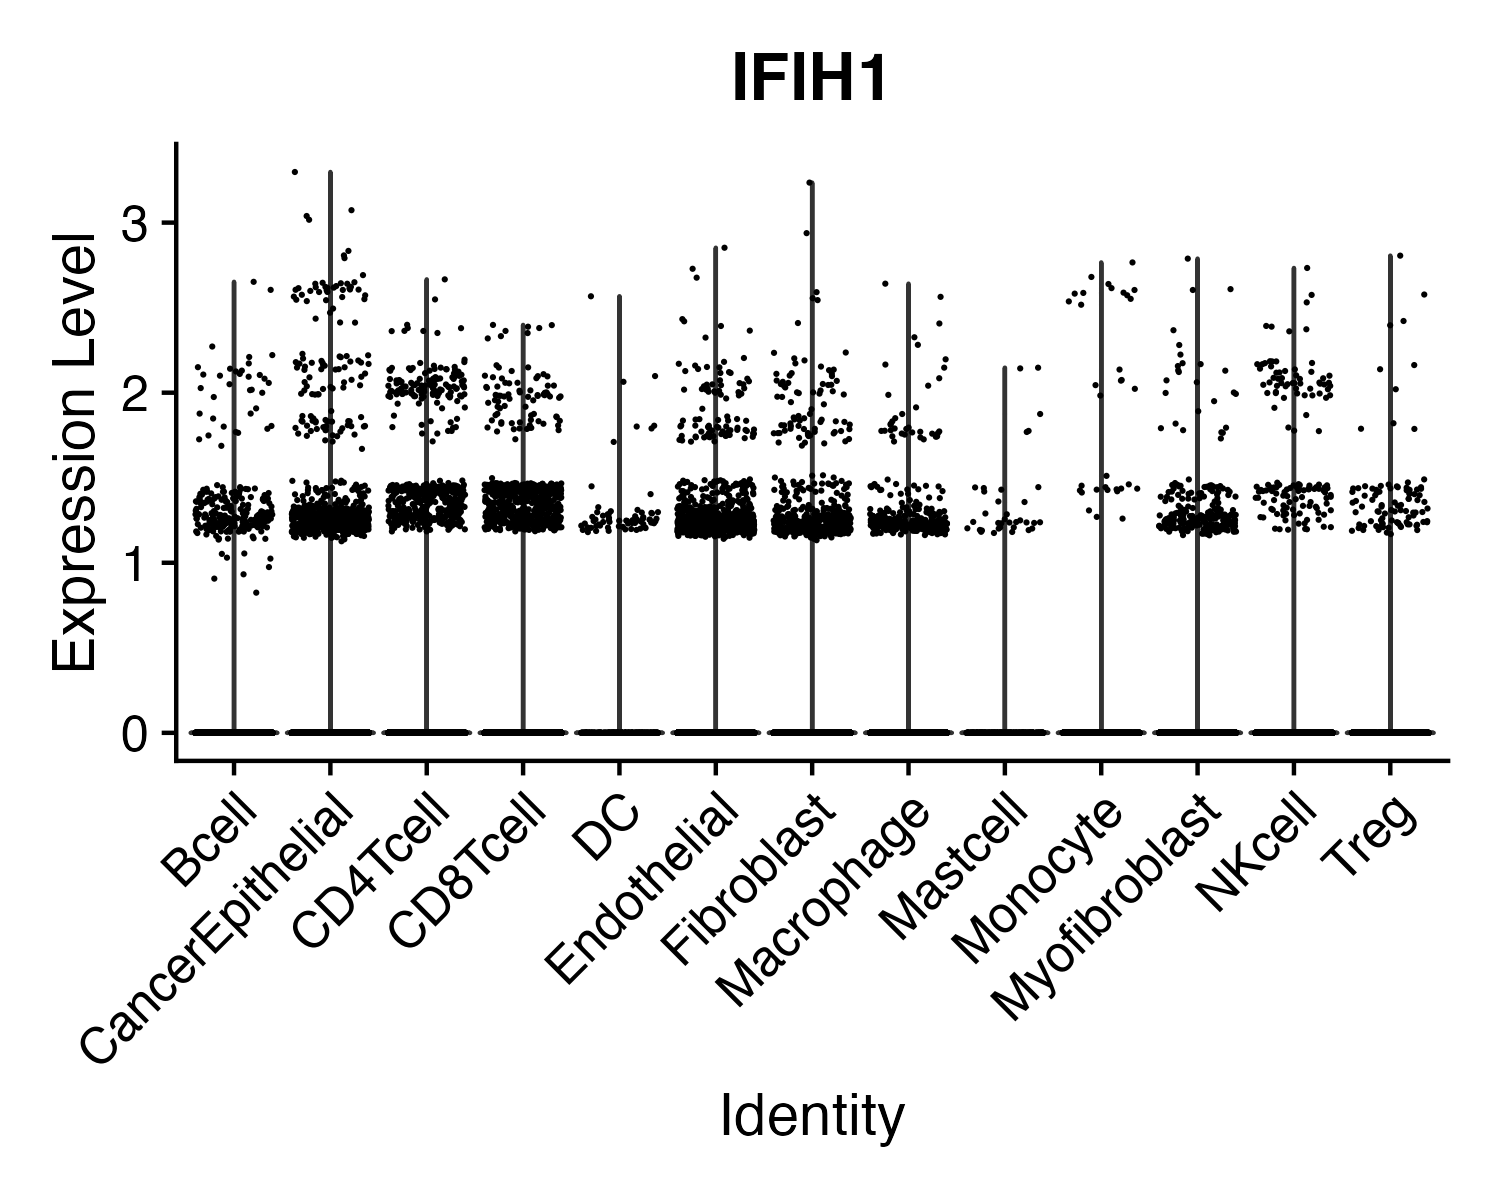 IFIH1
Expression Level
3
2
1
0
Bcell
CancerEpithelial
CD4Tcell
CD8Tcell
DC
Endothelial
Fibroblast
Macrophage
Mastcell
Monocyte
Myofibroblast
NKcell
Treg
Identity